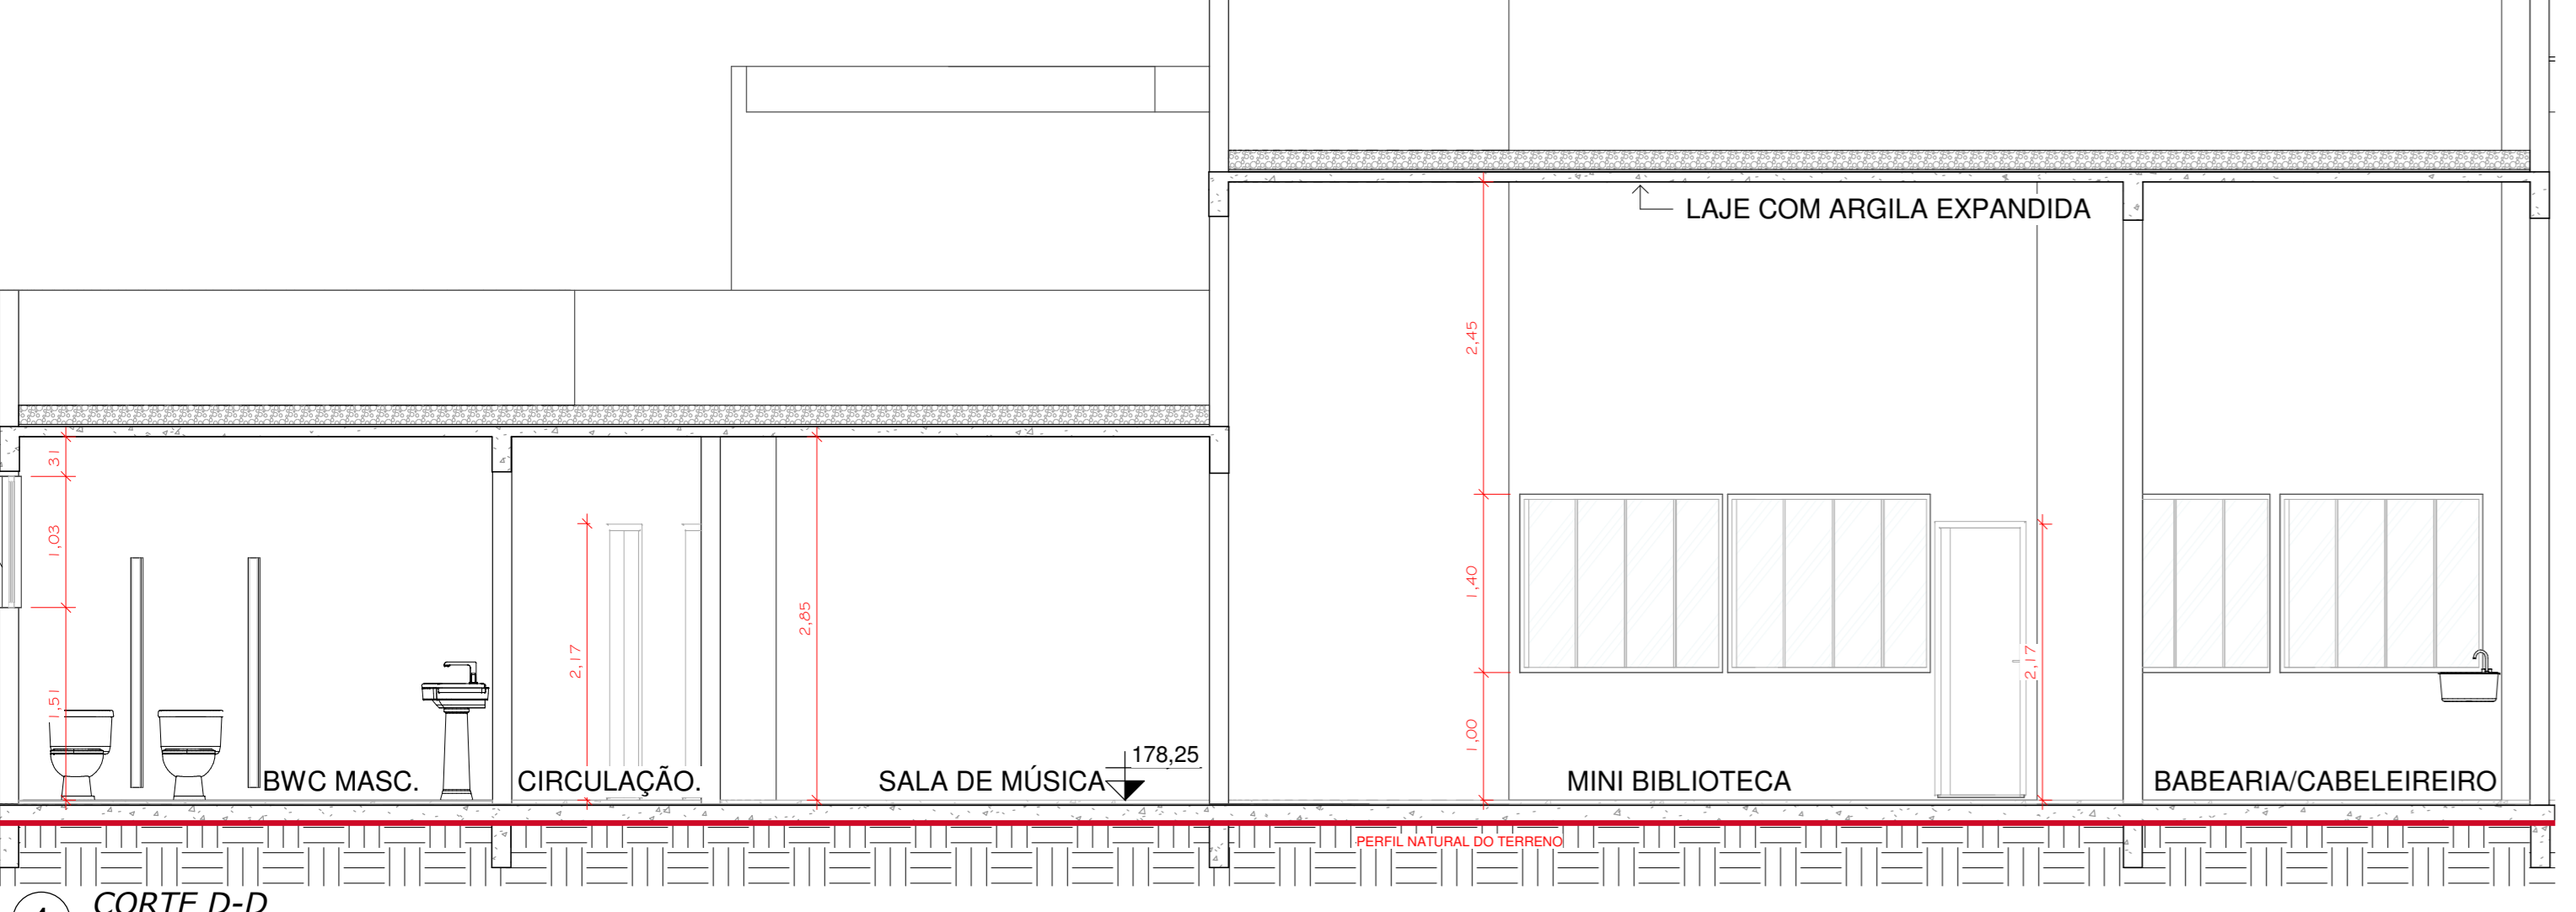 LAJE COM ARGILA EXPANDIDA
2,45
31
1,03
1,51
2,17
2,85
1,40
1,00
2,17
178,25
BWC MASC.
CIRCULAÇÃO.
SALA DE MÚSICA
MINI BIBLIOTECA
BABEARIA/CABELEIREIRO
PERFIL NATURAL DO TERRENO
CORTE D-D